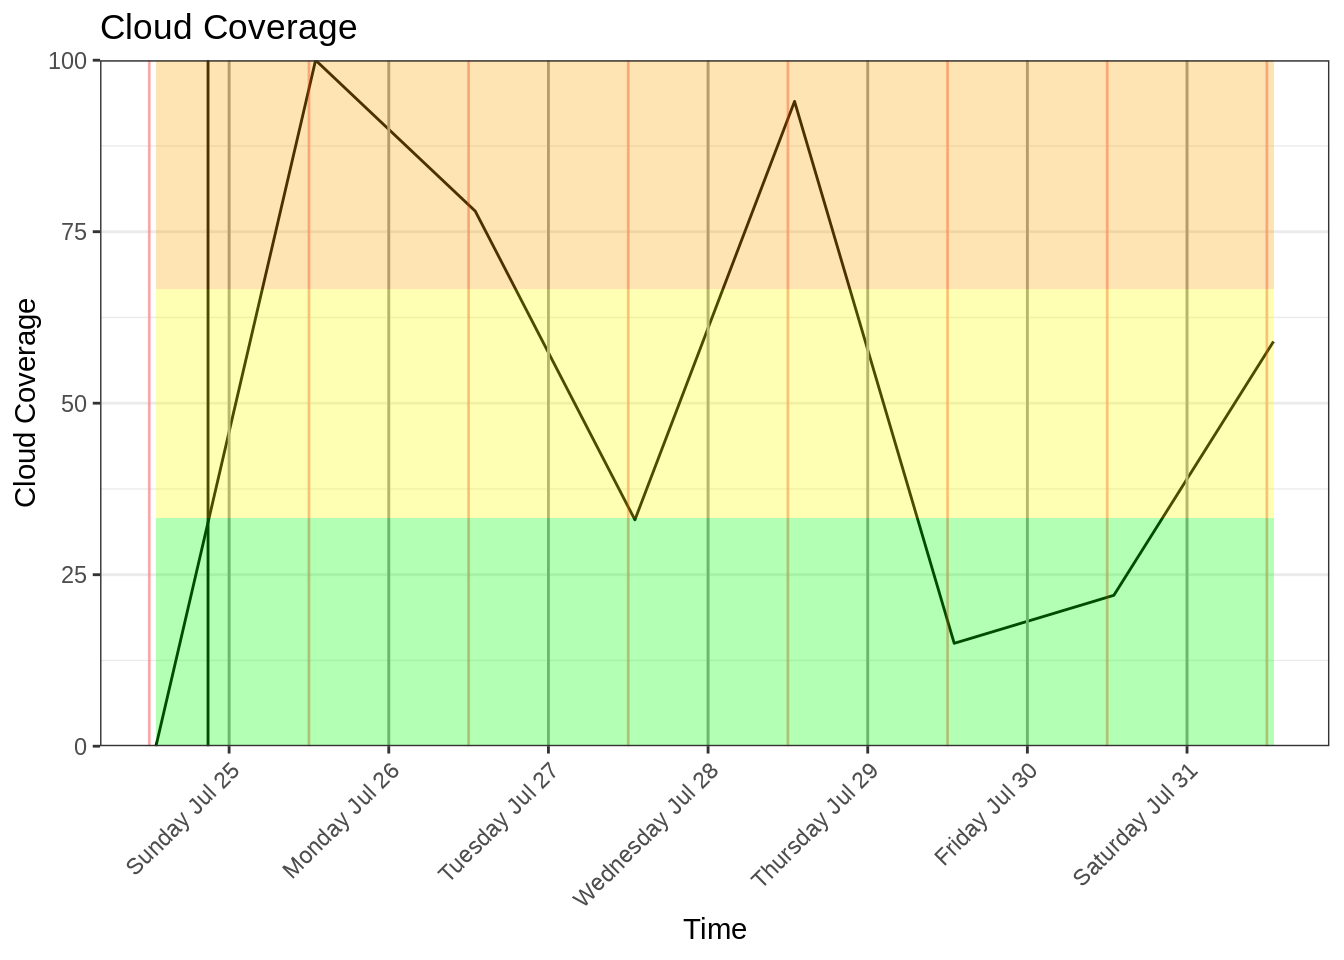 Cloud Coverage
Cloud Coverage
100
75
50
25
0
Sunday Jul 25
Monday Jul 26
Tuesday Jul 27
Wednesday Jul 28
Thursday Jul 29
Friday Jul 30
Saturday Jul 31
Time